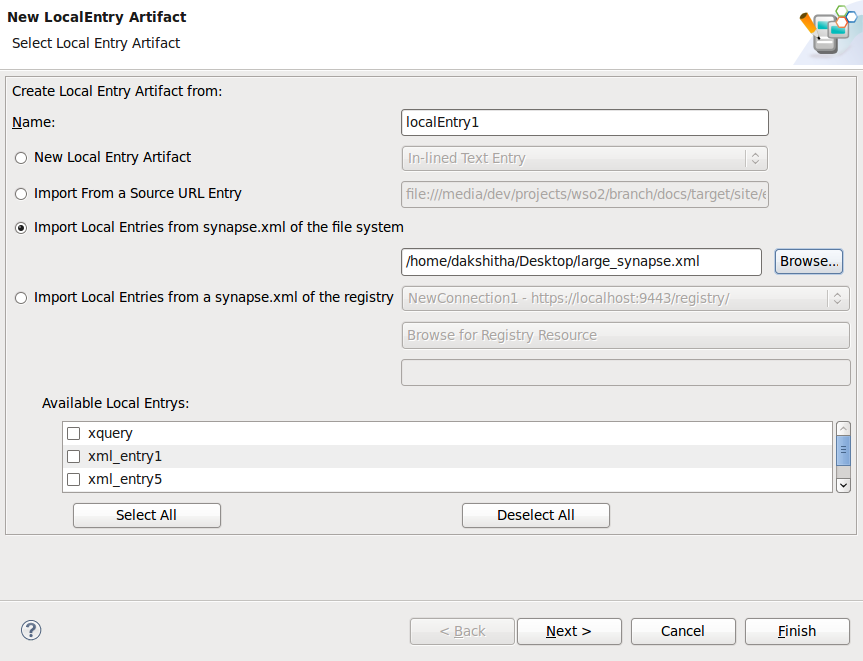 New LocalEntry Artifact
Select Local Entry Artifact
Create Local Entry Artifact from:
Name: localEntry1
New Local Entry Artifact In-lined Text Entry
Import From a Source URL Entry file:///media/dev/projects/wso2/branch/docs/target/site/e
Import Local Entries from synapse.xml of the file system
/home/dakshitha/Desktop/large_synapse.xml Browse...
Import Local Entries from a synapse.xml of the registry NewConnection1 - https://localhost:9443/registry/
Browse for Registry Resource
Available Local Entrys:
xquery
xml_entry1
xml_entry5
Select All Deselect All
? < Back Next > Cancel Finish